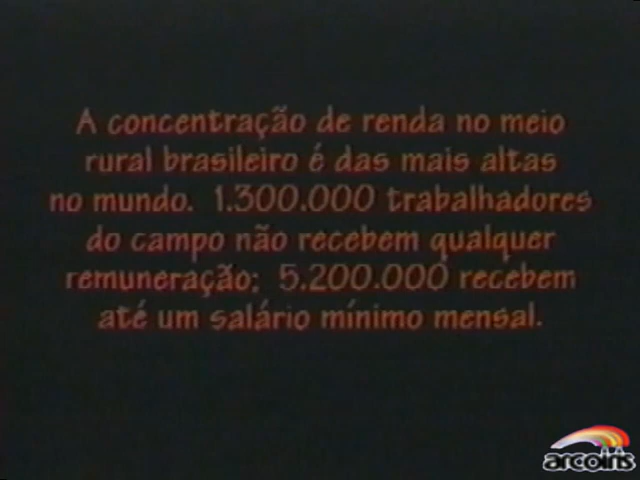 A concentração de renda no meio
rural brasileiro é das mais altas
no mundo. 1.300.000 trabalhadores
do campo não recebem qualquer
remuneração; 5.200.000 recebem
até um salário mínimo mensal.
arcoiris